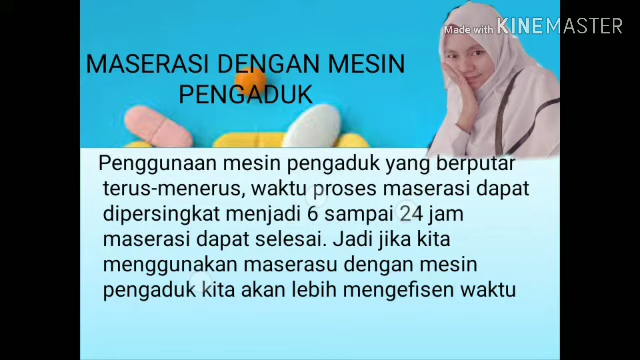 Made with KINEMASTER
MASERASI DENGAN MESIN
PENGADUK
Penggunaan mesin pengaduk yang berputar
terus-menerus, waktu proses maserasi dapat
dipersingkat menjadi 6 sampai 24 jam
maserasi dapat selesai. Jadi jika kita
menggunakan maserasu dengan mesin
pengaduk kita akan lebih mengefisen waktu